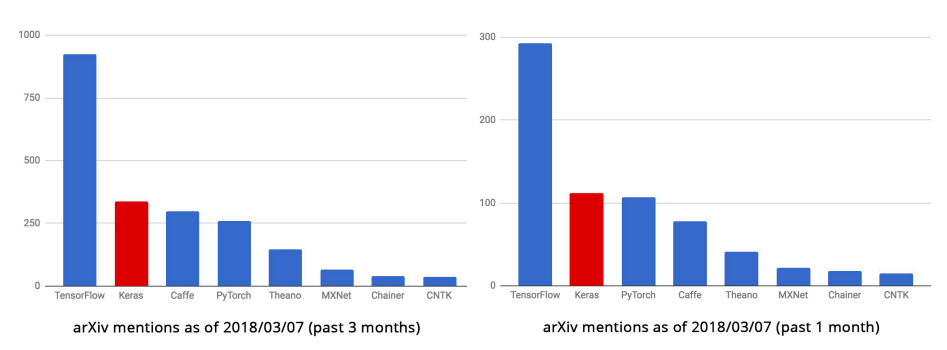 1000
750
500
250
0
TensorFlow Keras Caffe PyTorch Theano MXNet Chainer CNTK
arXiv mentions as of 2018/03/07 (past 3 months)
300
200
100
0
TensorFlow Keras PyTorch Caffe Theano MXNet Chainer CNTK
arXiv mentions as of 2018/03/07 (past 1 month)